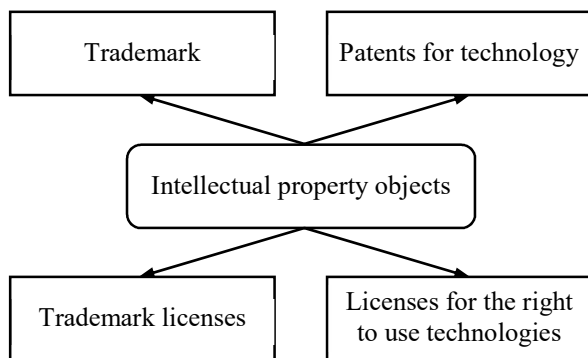 Trademark
Patents for technology
Intellectual property objects
Trademark licenses
Licenses for the right
to use technologies